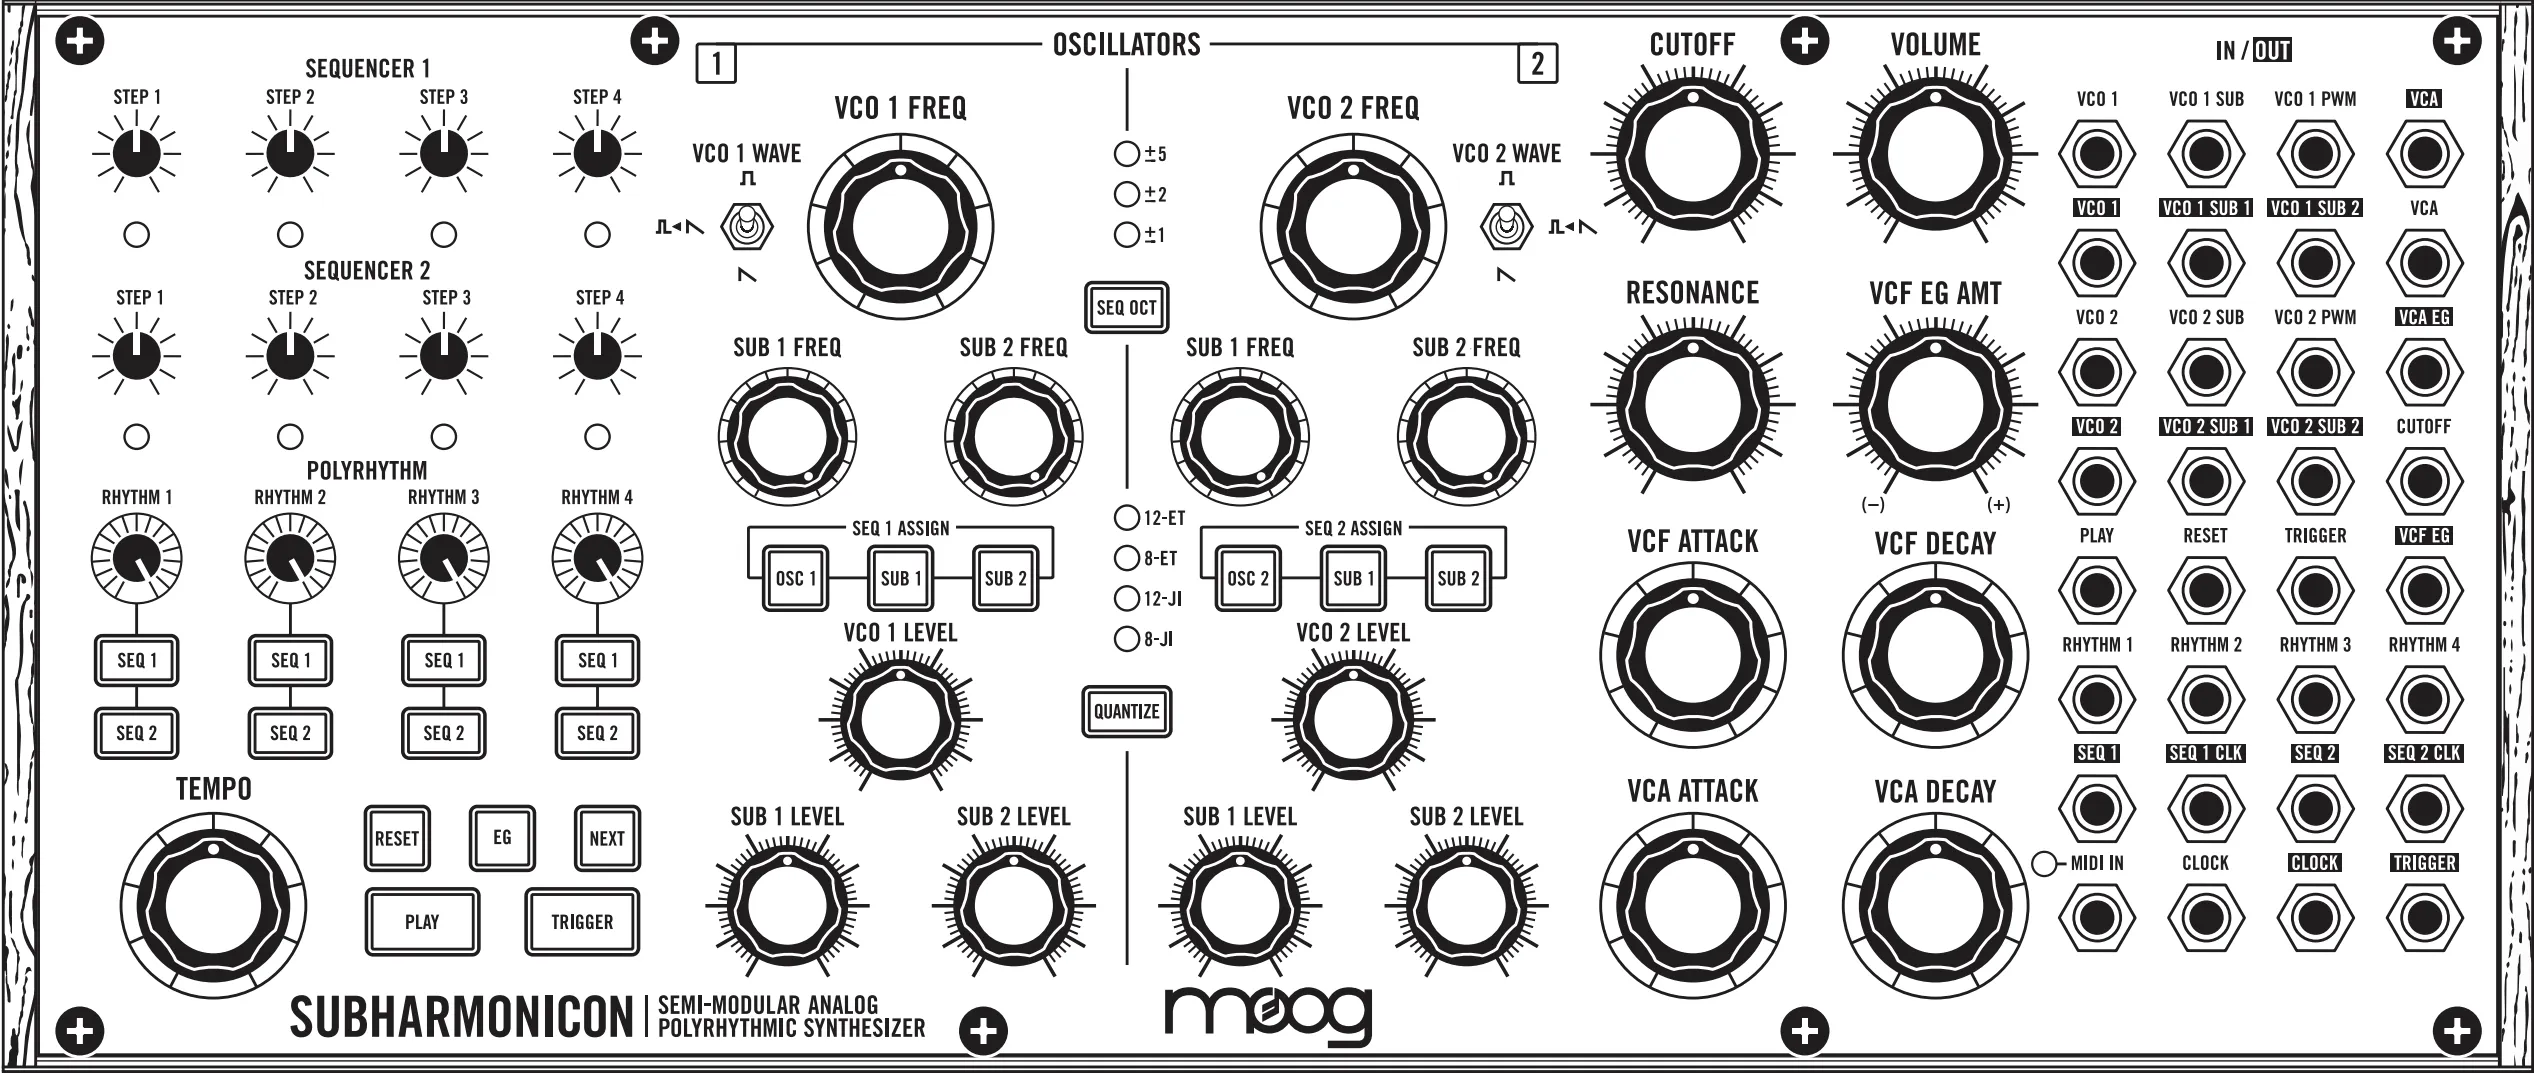 SEQUENCER 1
STEP 1 STEP 2 STEP 3 STEP 4
SEQUENCER 2
STEP 1 STEP 2 STEP 3 STEP 4
POLYRHYTHM
RHYTHM 1 RHYTHM 2 RHYTHM 3 RHYTHM 4
SEQ 1 SEQ 1 SEQ 1 SEQ 1
SEQ 2 SEQ 2 SEQ 2 SEQ 2
TEMPO
RESET EG NEXT
PLAY TRIGGER
OSCILLATORS
1 2
VCO 1 FREQ VCO 2 FREQ
VCO 1 WAVE VCO 2 WAVE
±5
±2
±1
SEQ OCT
SUB 1 FREQ SUB 2 FREQ SUB 1 FREQ SUB 2 FREQ
12-ET
8-ET
12-JI
8-JI
SEQ 1 ASSIGN SEQ 2 ASSIGN
OSC 1 SUB 1 SUB 2 OSC 2 SUB 1 SUB 2
VCO 1 LEVEL VCO 2 LEVEL
QUANTIZE
SUB 1 LEVEL SUB 2 LEVEL SUB 1 LEVEL SUB 2 LEVEL
CUTOFF VOLUME
RESONANCE VCF EG AMT
(−) (+)
VCF ATTACK VCF DECAY
VCA ATTACK VCA DECAY
IN / OUT
VCO 1 VCO 1 SUB VCO 1 PWM VCA
VCO 1 VCO 1 SUB 1 VCO 1 SUB 2 VCA
VCO 2 VCO 2 SUB VCO 2 PWM VCA EG
VCO 2 VCO 2 SUB 1 VCO 2 SUB 2 CUTOFF
PLAY RESET TRIGGER VCF EG
RHYTHM 1 RHYTHM 2 RHYTHM 3 RHYTHM 4
SEQ 1 SEQ 1 CLK SEQ 2 SEQ 2 CLK
MIDI IN CLOCK CLOCK TRIGGER
SUBHARMONICON
SEMI-MODULAR ANALOG
POLYRHYTHMIC SYNTHESIZER
moog